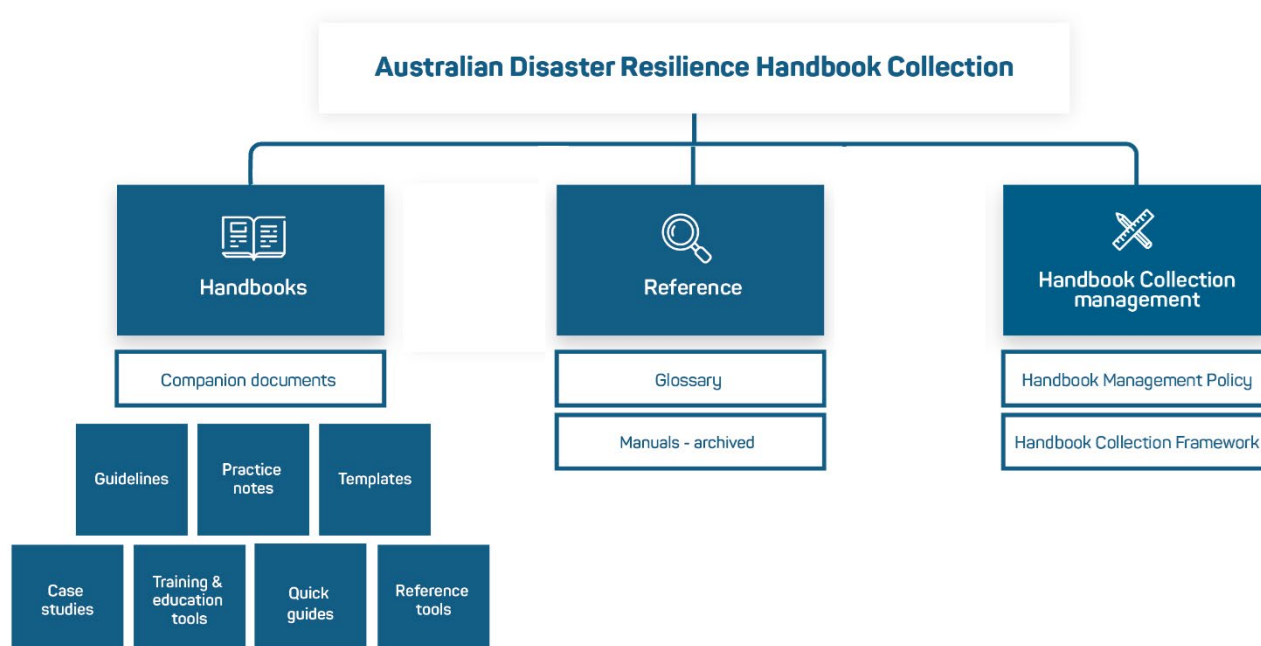 Australian Disaster Resilience Handbook Collection
Handbooks
Reference
Handbook Collection
management
Companion documents
Glossary
Handbook Management Policy
Manuals - archived
Handbook Collection Framework
Guidelines
Practice
notes
Templates
Case
studies
Training &
education
tools
Quick
guides
Reference
tools